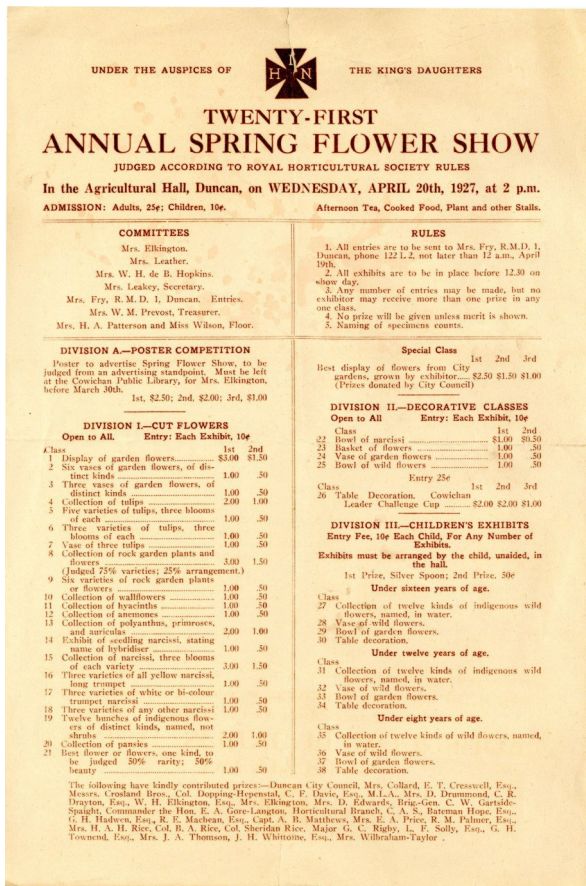 UNDER THE AUSPICES OF
I
H N
THE KING'S DAUGHTERS
TWENTY-FIRST
ANNUAL SPRING FLOWER SHOW
JUDGED ACCORDING TO ROYAL HORTICULTURAL SOCIETY RULES
In the Agricultural Hall, Duncan, on WEDNESDAY, APRIL 20th, 1927, at 2 p.m.
ADMISSION: Adults, 25¢; Children, 10¢.
Afternoon Tea, Cooked Food, Plant and other Stalls.
COMMITTEES
Mrs. Elkington.
Mrs. Leather.
Mrs. W. H. de B. Hopkins.
Mrs. Leakey, Secretary.
Mrs. Fry, R. M. D. 1, Duncan. Entries.
Mrs. W. M. Prevost, Treasurer.
Mrs. H. A. Patterson and Miss Wilson, Floor.
RULES
1. All entries are to be sent to Mrs. Fry, R.M.D. 1,
Duncan, phone 122 L 2, not later than 12 a.m., April
19th.
2. All exhibits are to be in place before 12.30 on
show day.
3. Any number of entries may be made, but no
exhibitor may receive more than one prize in any
one class.
4. No prize will be given unless merit is shown.
5. Naming of specimens counts.
DIVISION A.—POSTER COMPETITION
Poster to advertise Spring Flower Show, to be
judged from an advertising standpoint. Must be left
at the Cowichan Public Library, for Mrs. Elkington,
before March 30th.
1st, $2.50; 2nd, $2.00; 3rd, $1.00
DIVISION I.—CUT FLOWERS
Open to All. Entry: Each Exhibit, 10¢
Class 1st 2nd
1 Display of garden flowers $3.00 $1.50
2 Six vases of garden flowers, of dis-
tinct kinds 1.00 .50
3 Three vases of garden flowers, of
distinct kinds 1.00 .50
4 Collection of tulips 2.00 1.00
5 Five varieties of tulips, three blooms
of each 1.00 .50
6 Three varieties of tulips, three
blooms of each 1.00 .50
7 Vase of three tulips 1.00 .50
8 Collection of rock garden plants and
flowers 3.00 1.50
(Judged 75% varieties; 25% arrangement.)
9 Six varieties of rock garden plants
or flowers 1.00 .50
10 Collection of wallflowers 1.00 .50
11 Collection of hyacinths 1.00 .50
12 Collection of anemones 1.00 .50
13 Collection of polyanthus, primroses,
and auriculas 2.00 1.00
14 Exhibit of seedling narcissi, stating
name of hybridiser 1.00 .50
15 Collection of narcissi, three blooms
of each variety 3.00 1.50
16 Three varieties of all yellow narcissi,
long trumpet 1.00 .50
17 Three varieties of white or bi-colour
trumpet narcissi 1.00 .50
18 Three varieties of any other narcissi 1.00 .50
19 Twelve bunches of indigenous flow-
ers of distinct kinds, named, not
shrubs 2.00 1.00
20 Collection of pansies 1.00 .50
21 Best flower or flowers, one kind, to
be judged 50% rarity; 50%
beauty 1.00 .50
Special Class
1st 2nd 3rd
Best display of flowers from City
gardens, grown by exhibitor $2.50 $1.50 $1.00
(Prizes donated by City Council)
DIVISION II.—DECORATIVE CLASSES
Open to All Entry: Each Exhibit, 10¢
Class 1st 2nd
22 Bowl of narcissi $1.00 $0.50
23 Basket of flowers 1.00 .50
24 Vase of garden flowers 1.00 .50
25 Bowl of wild flowers 1.00 .50
Entry 25¢
Class 1st 2nd 3rd
26 Table Decoration. Cowichan
Leader Challenge Cup $2.00 $2.00 $1.00
DIVISION III.—CHILDREN'S EXHIBITS
Entry Fee, 10¢ Each Child, For Any Number of
Exhibits.
Exhibits must be arranged by the child, unaided, in
the hall.
1st Prize, Silver Spoon; 2nd Prize, 50¢
Under sixteen years of age.
Class
27 Collection of twelve kinds of indigenous wild
flowers, named, in water.
28 Vase of wild flowers.
29 Bowl of garden flowers.
30 Table decoration.
Under twelve years of age.
Class
31 Collection of twelve kinds of indigenous wild
flowers, named, in water.
32 Vase of wild flowers.
33 Bowl of garden flowers.
34 Table decoration.
Under eight years of age.
Class
35 Collection of twelve kinds of wild flowers, named,
in water.
36 Vase of wild flowers.
37 Bowl of garden flowers.
38 Table decoration.
The following have kindly contributed prizes:—Duncan City Council, Mrs. Collard, E. T. Cresswell, Esq.,
Messrs. Crosland Bros., Col. Dopping-Hepenstal, C. F. Davie, Esq., M.L.A., Mrs. D. Drummond, C. R.
Drayton, Esq., W. H. Elkington, Esq., Mrs. Elkington, Mrs. D. Edwards, Brig.-Gen. C. W. Gartside-
Spaight, Commander the Hon. E. A. Gore-Langton, Horticultural Branch, C. A. S., Bateman Hope, Esq.,
G. H. Hadwen, Esq., R. E. Macbean, Esq., Capt. A. B. Matthews, Mrs. E. A. Price, R. M. Palmer, Esq.,
Mrs. H. A. H. Rice, Col. B. A. Rice, Col. Sheridan Rice, Major G. C. Rigby, L. F. Solly, Esq., G. H.
Townend, Esq., Mrs. J. A. Thomson, J. H. Whittome, Esq., Mrs. Wilbraham-Taylor .